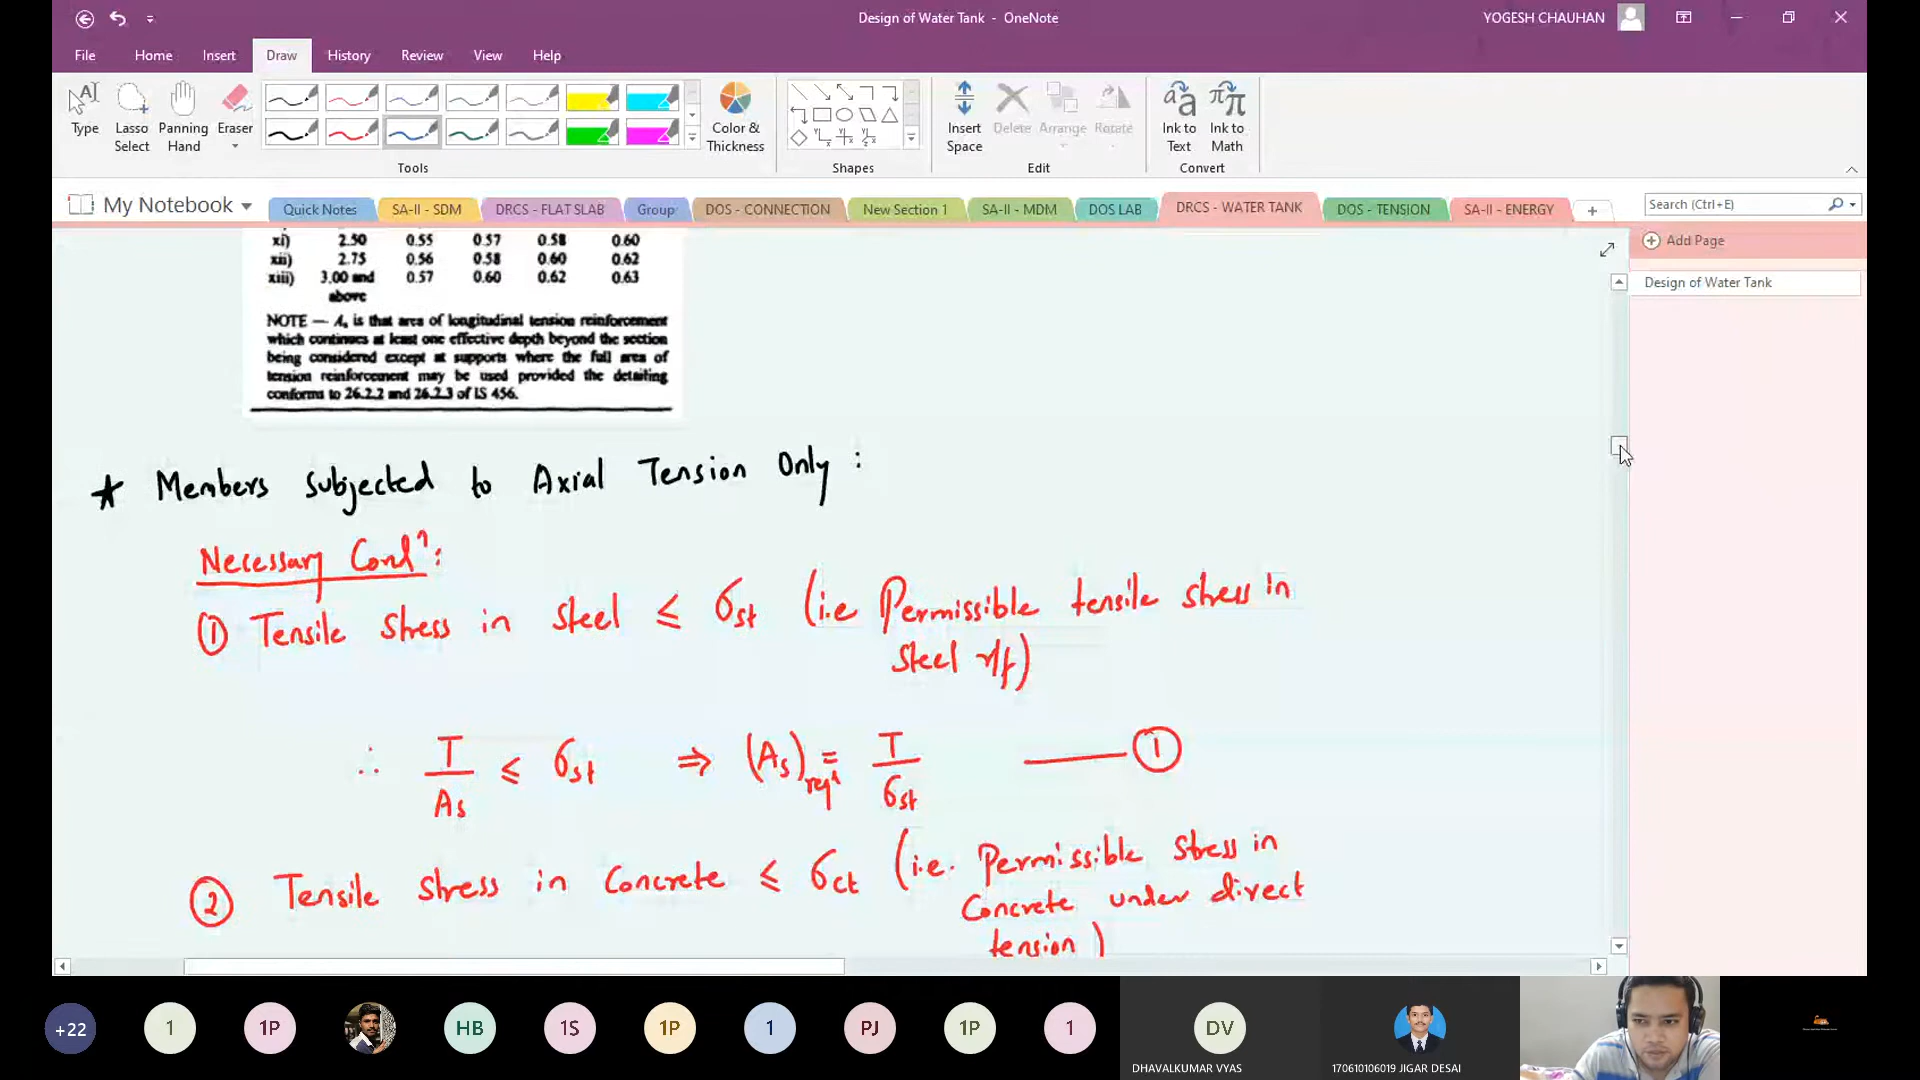 Design of Water Tank - OneNote
YOGESH CHAUHAN
File Home Insert Draw History Review View Help
Type
Lasso Select
Panning Hand
Eraser
Color & Thickness
Insert Space
Delete
Arrange
Rotate
Ink to Text
Ink to Math
Tools Shapes Edit Convert
My Notebook
Quick Notes SA-II - SDM DRCS - FLAT SLAB Group DOS - CONNECTION New Section 1 SA-II - MDM DOS LAB DRCS - WATER TANK DOS - TENSION SA-II - ENERGY
Search (Ctrl+E)
Add Page
Design of Water Tank
xi) 2.50 0.55 0.57 0.58 0.60
xii) 2.75 0.56 0.58 0.60 0.62
xiii) 3.00 and 0.57 0.60 0.62 0.63
above
NOTE — As is that area of longitudinal tension reinforcement
which continues at least one effective depth beyond the section
being considered except at supports where the full area of
tension reinforcement may be used provided the detailing
conforms to 26.2.2 and 26.2.3 of IS 456.
★ Members subjected to Axial Tension Only :
Necessary Condⁿ:
① Tensile stress in steel ≤ σst (i.e Permissible tensile stress in
steel r/f)
∴ T/As ≤ σst ⇒ (As)reqd = T/σst —— ①
② Tensile stress in concrete ≤ σct (i.e. Permissible stress in
concrete under direct
tension)
+22 1 1P HB 1S 1P 1 PJ 1P 1 DV
DHAVALKUMAR VYAS
170610106019 JIGAR DESAI